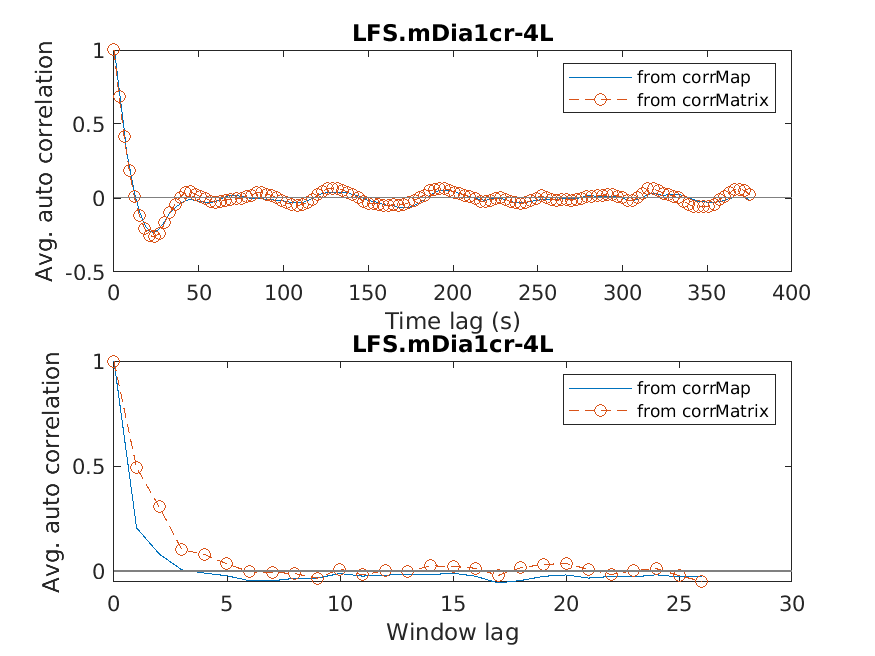 LFS.mDia1cr-4L
1
0.5
0
-0.5
Avg. auto correlation
from corrMap
from corrMatrix
0 50 100 150 200 250 300 350 400
Time lag (s)
LFS.mDia1cr-4L
1
0.5
0
Avg. auto correlation
from corrMap
from corrMatrix
0 5 10 15 20 25 30
Window lag